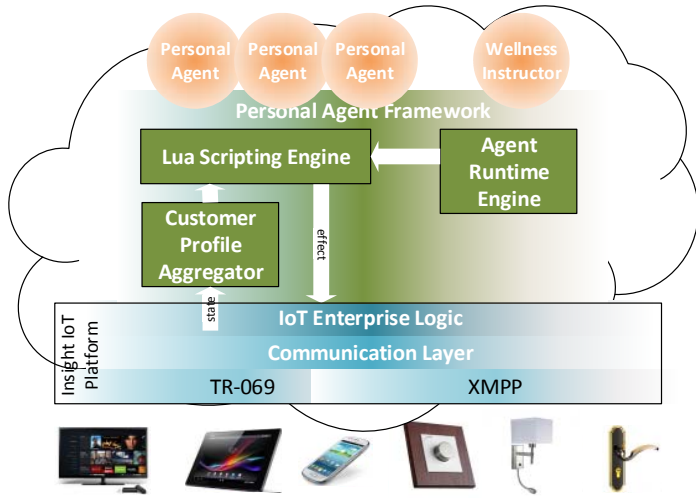 Personal
Agent
Personal
Agent
Personal
Agent
Wellness
Instructor
Personal Agent Framework
Lua Scripting Engine
Agent
Runtime
Engine
Customer
Profile
Aggregator
effect
state
Insight IoT
Platform
IoT Enterprise Logic
Communication Layer
TR-069
XMPP